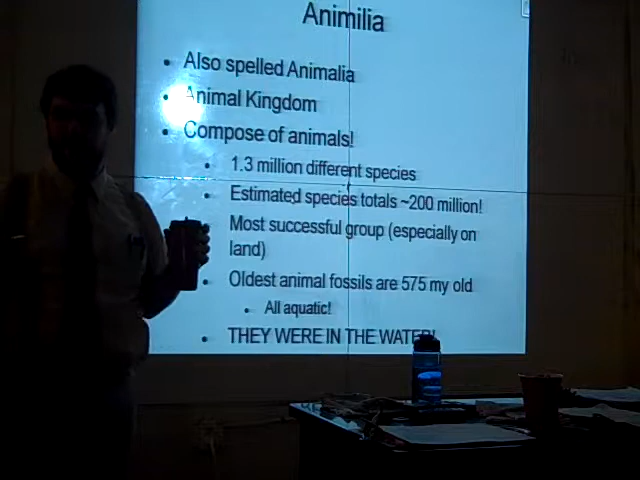 Animilia
Also spelled Animalia
Animal Kingdom
Compose of animals!
1.3 million different species
Estimated species totals ~200 million!
Most successful group (especially on
land)
Oldest animal fossils are 575 my old
All aquatic!
THEY WERE IN THE WATER!